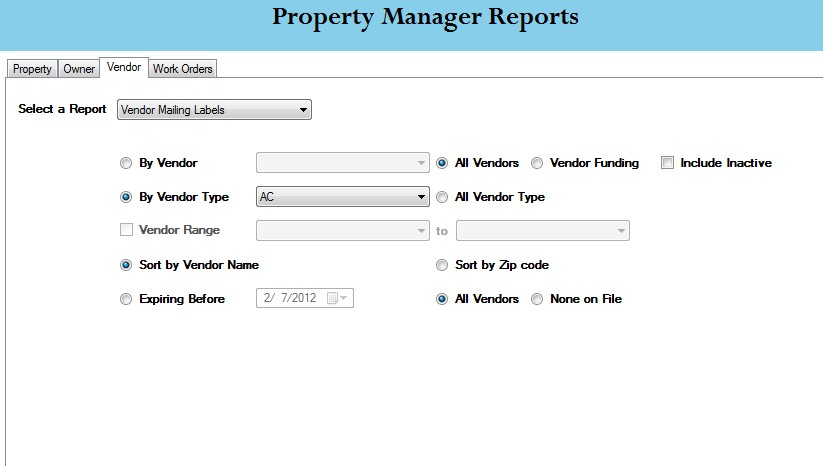 Property Manager Reports
Property Owner Vendor Work Orders
Select a Report Vendor Mailing Labels
By Vendor All Vendors Vendor Funding Include Inactive
By Vendor Type AC All Vendor Type
Vendor Range to
Sort by Vendor Name Sort by Zip code
Expiring Before 2/ 7/2012 All Vendors None on File